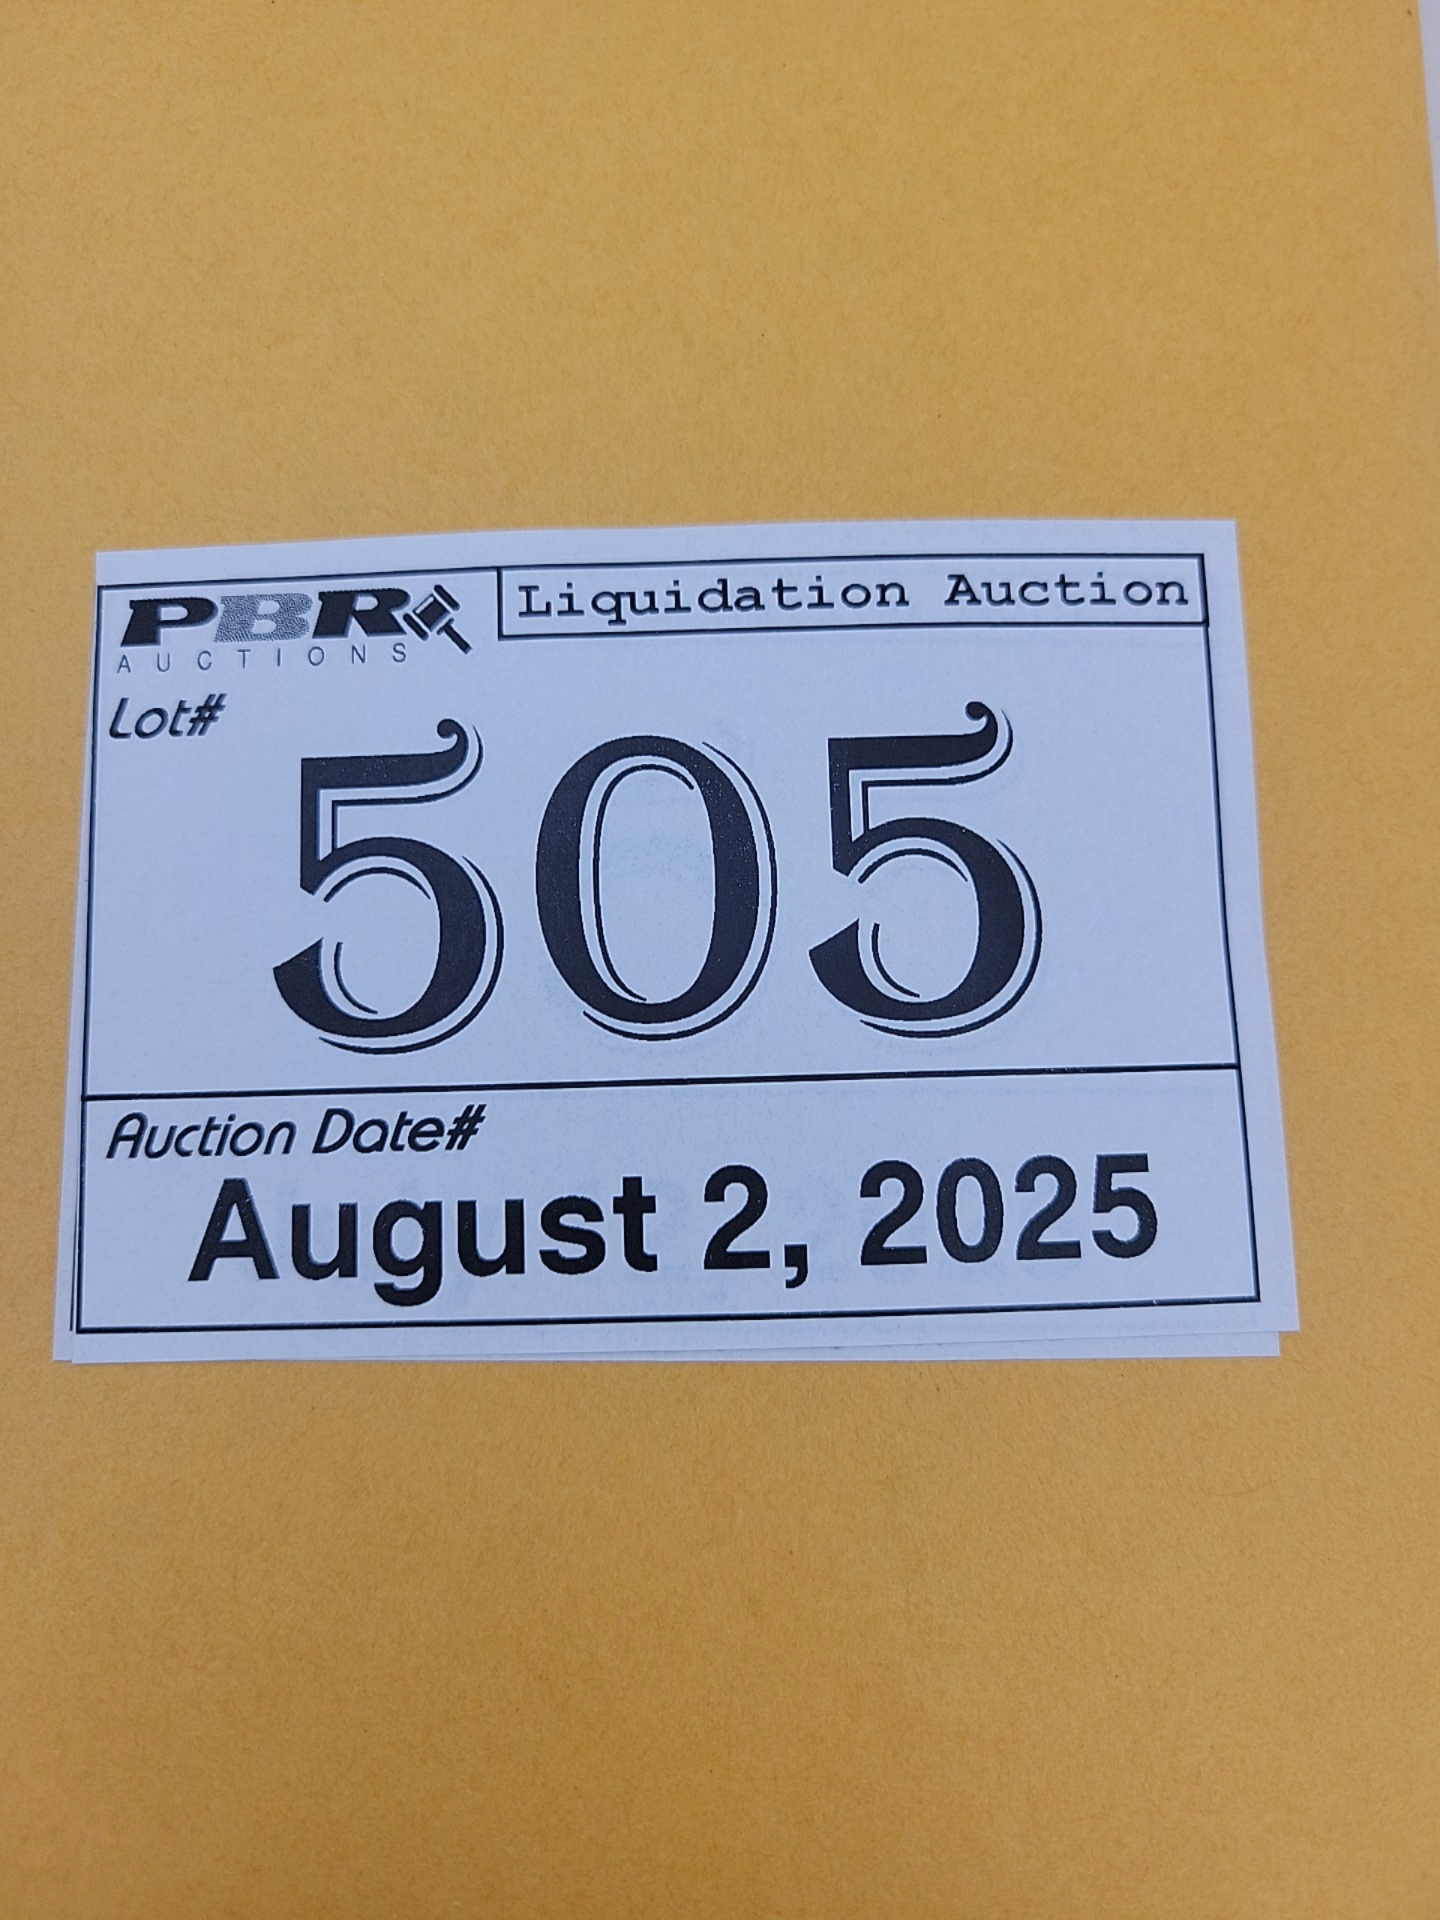 PBR
AUCTIONS
Liquidation Auction
Lot#
505
Auction Date#
August 2, 2025